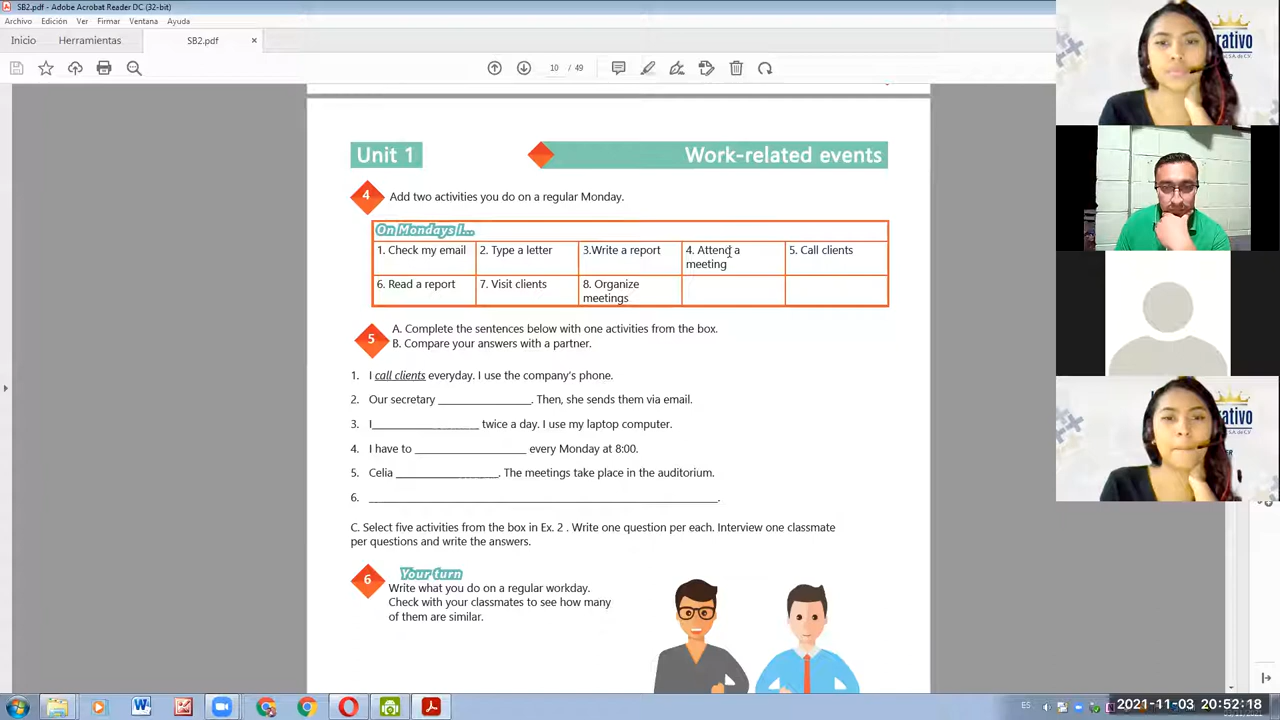 SB2.pdf - Adobe Acrobat Reader DC (32-bit)
Archivo Edición Ver Firmar Ventana Ayuda
Inicio Herramientas SB2.pdf ×
10 / 49
Unit 1 Work-related events
4 Add two activities you do on a regular Monday.
On Mondays I...
1. Check my email 2. Type a letter 3.Write a report 4. Attend a meeting 5. Call clients
6. Read a report 7. Visit clients 8. Organize meetings
5 A. Complete the sentences below with one activities from the box.
B. Compare your answers with a partner.
1. I call clients everyday. I use the company's phone.
2. Our secretary ________________. Then, she sends them via email.
3. I__________________ twice a day. I use my laptop computer.
4. I have to ___________________ every Monday at 8:00.
5. Celia __________________. The meetings take place in the auditorium.
6. ____________________________________________________________.
C. Select five activities from the box in Ex. 2 . Write one question per each. Interview one classmate
per questions and write the answers.
6 Your turn
Write what you do on a regular workday.
Check with your classmates to see how many
of them are similar.
rativo
S.A. de C.V.
rativo
S.A. de C.V.
ES
2021-11-03 20:52:18